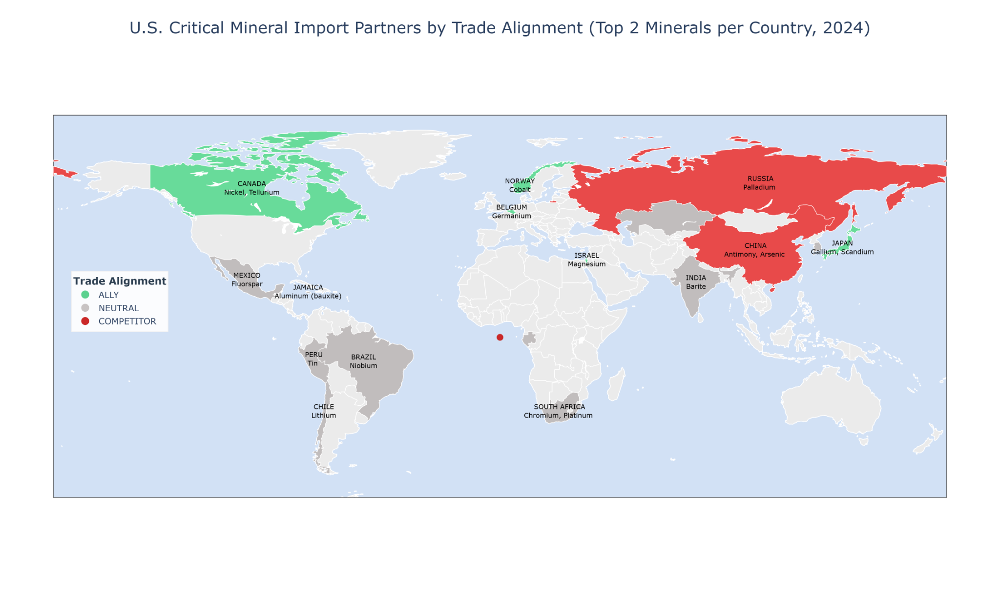 U.S. Critical Mineral Import Partners by Trade Alignment (Top 2 Minerals per Country, 2024)
CANADA
Nickel, Tellurium
NORWAY
Cobalt
RUSSIA
Palladium
BELGIUM
Germanium
CHINA
Antimony, Arsenic
JAPAN
Gallium, Scandium
ISRAEL
Magnesium
MEXICO
Fluorspar
JAMAICA
Aluminum (bauxite)
INDIA
Barite
Trade Alignment
ALLY
NEUTRAL
COMPETITOR
PERU
Tin
BRAZIL
Niobium
CHILE
Lithium
SOUTH AFRICA
Chromium, Platinum